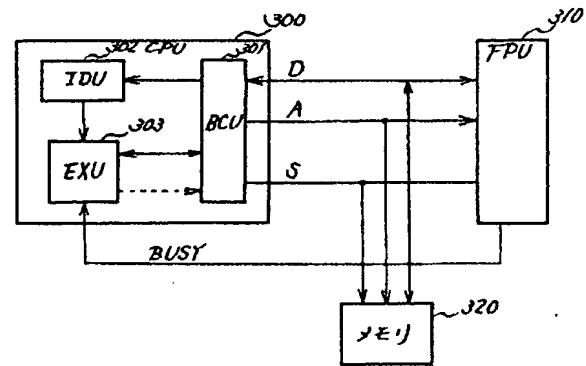 300
310
302 CPU
301
FPU
IDU
D
303
BCU
A
EXU
S
BUSY
メモリ
320